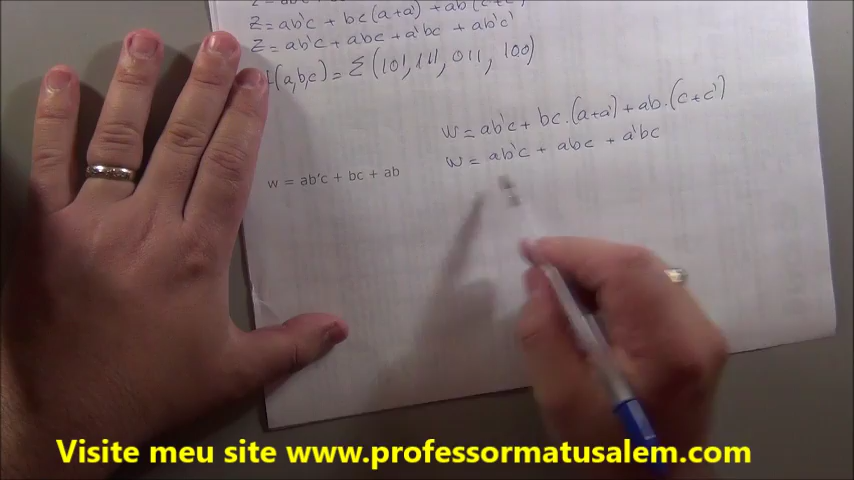 z = ab'c + bc(a+a') + ab(c+c')
z = ab'c + abc + a'bc + ab'c'
f(a,b,c) = Σ(101, 111, 011, 100)
w = ab'c + bc.(a+a') + ab.(c+c')
w = ab'c + abc + a'bc
w = ab'c + bc + ab
Visite meu site www.professormatusalem.com